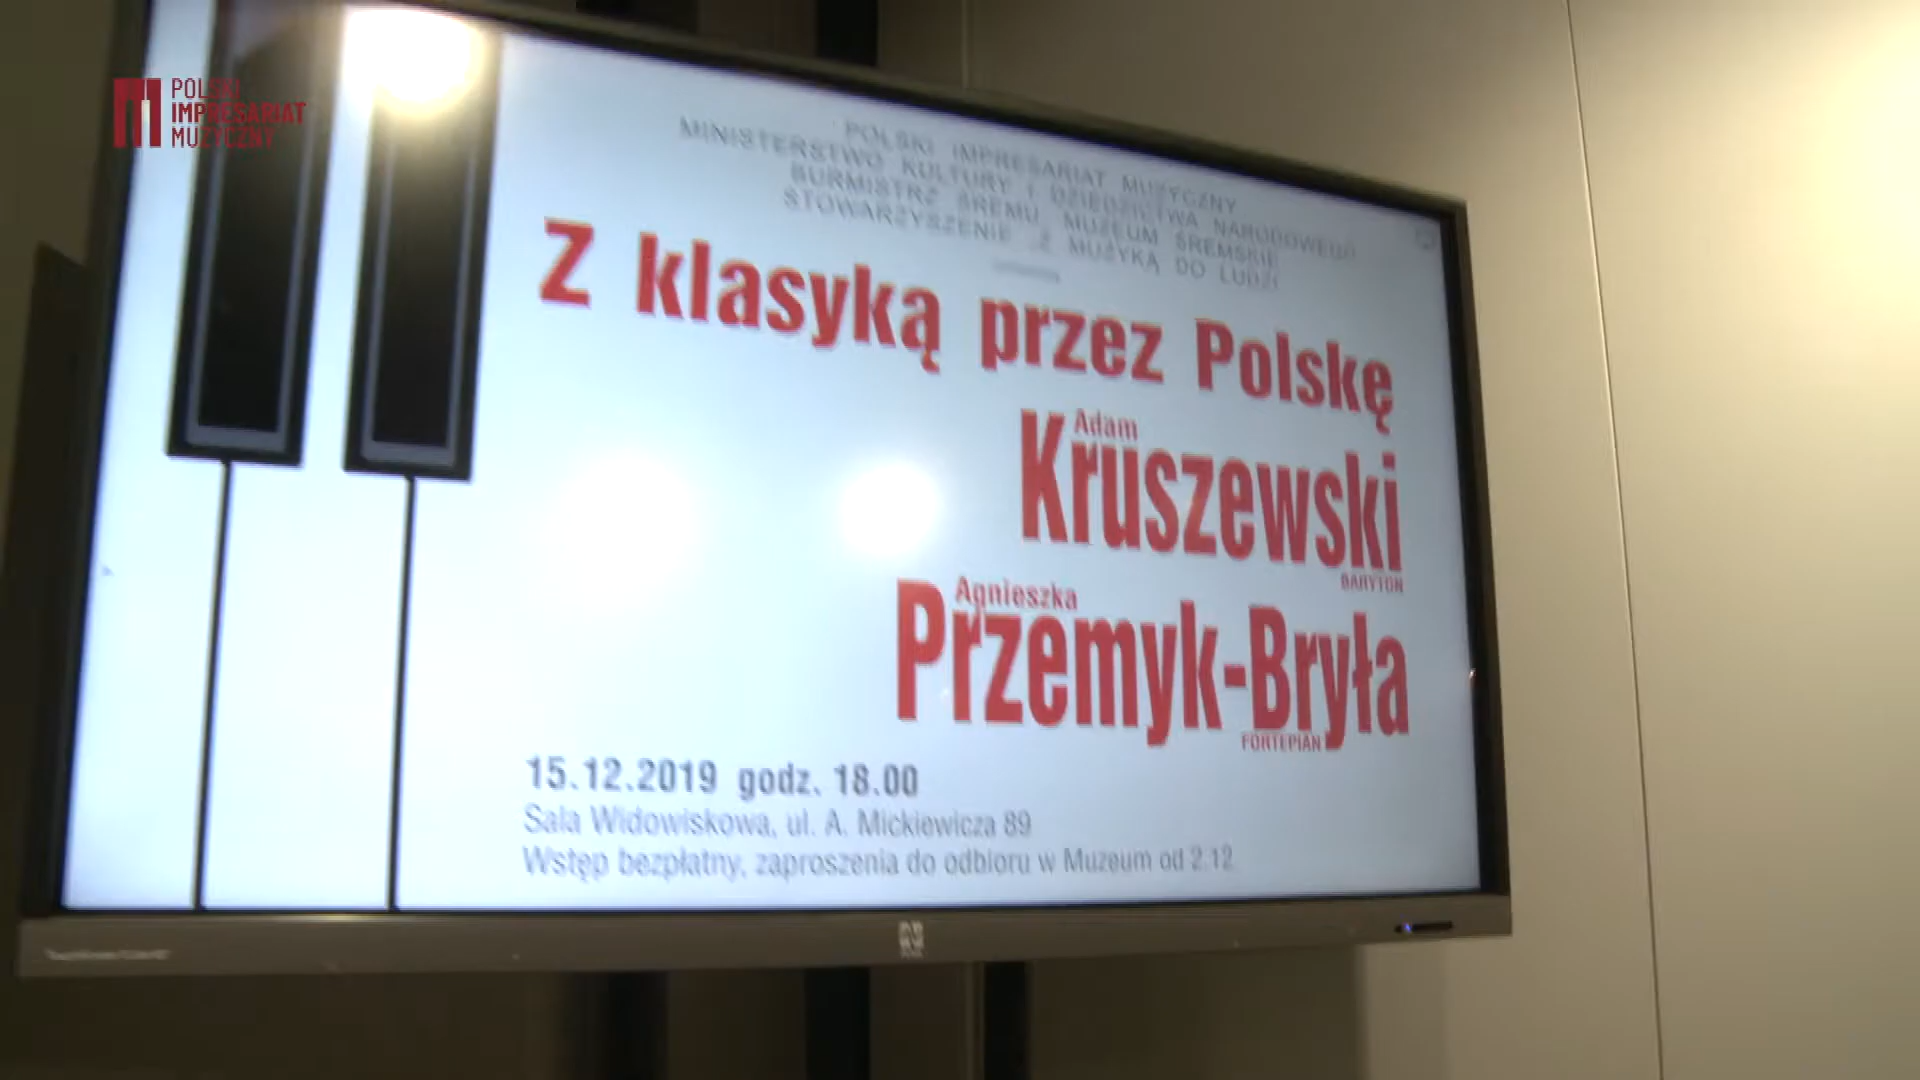 POLSKI
IMPRESARIAT
MUZYCZNY
POLSKI IMPRESARIAT MUZYCZNY
MINISTERSTWO KULTURY I DZIEDZICTWA NARODOWEGO
BURMISTRZ ŚREMU, MUZEUM ŚREMSKIE
STOWARZYSZENIE „Z MUZYKĄ DO LUDZI"
Z klasyką przez Polskę
Adam
Kruszewski
BARYTON
Agnieszka
Przemyk-Bryła
FORTEPIAN
15.12.2019 godz. 18.00
Sala Widowiskowa, ul. A. Mickiewicza 89
Wstęp bezpłatny, zaproszenia do odbioru w Muzeum od 2.12